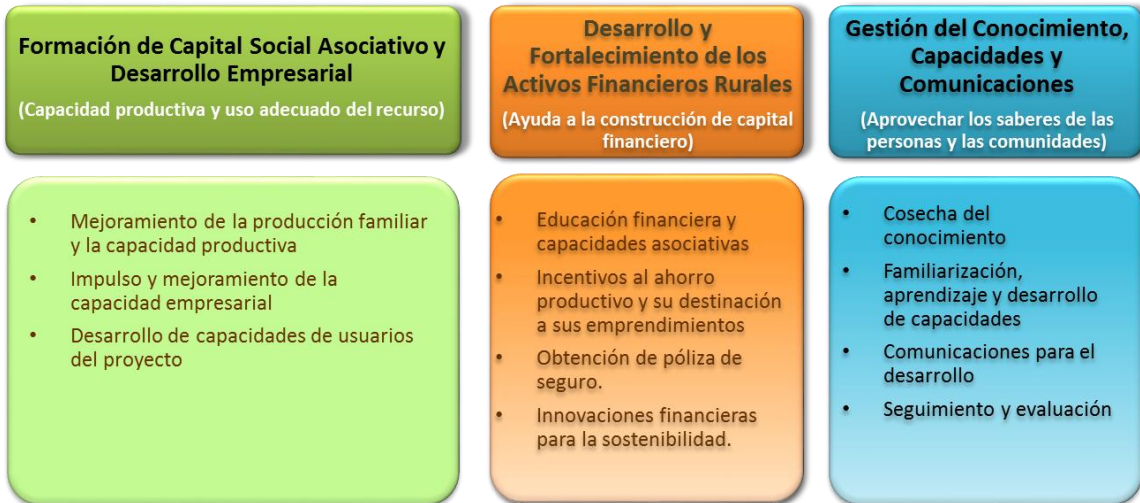 Formación de Capital Social Asociativo y
Desarrollo Empresarial
(Capacidad productiva y uso adecuado del recurso)
• Mejoramiento de la producción familiar
y la capacidad productiva
• Impulso y mejoramiento de la
capacidad empresarial
• Desarrollo de capacidades de usuarios
del proyecto
Desarrollo y
Fortalecimiento de los
Activos Financieros Rurales
(Ayuda a la construcción de capital
financiero)
• Educación financiera y
capacidades asociativas
• Incentivos al ahorro
productivo y su destinación
a sus emprendimientos
• Obtención de póliza de
seguro.
• Innovaciones financieras
para la sostenibilidad.
Gestión del Conocimiento,
Capacidades y
Comunicaciones
(Aprovechar los saberes de las
personas y las comunidades)
• Cosecha del
conocimiento
• Familiarización,
aprendizaje y desarrollo
de capacidades
• Comunicaciones para el
desarrollo
• Seguimiento y evaluación